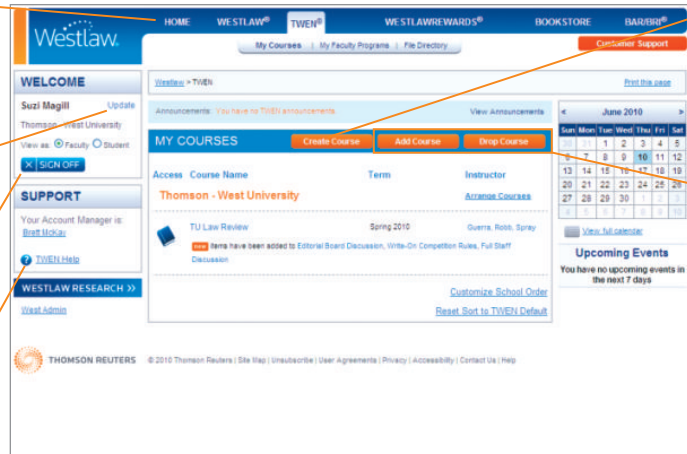 Westlaw.
HOME WESTLAW® TWEN® WESTLAWREWARDS® BOOKSTORE BAR/BRI®
My Courses | My Faculty Programs | File Directory
Customer Support
WELCOME
Suzi Magill Update
Thomson - West University
View as: Faculty Student
X SIGN OFF
SUPPORT
Your Account Manager is:
Brett McKay
? TWEN Help
WESTLAW RESEARCH >>
West Admin
Westlaw > TWEN Print this page
Announcements: You have no TWEN announcements. View Announcements
MY COURSES Create Course Add Course Drop Course
Access Course Name Term Instructor
Thomson - West University Arrange Courses
TU Law Review Spring 2010 Guerra, Robb, Spray
new Items have been added to Editorial Board Discussion, Write-On Competition Rules, Full Staff
Discussion
Customize School Order
Reset Sort to TWEN Default
< June 2010 >
Sun Mon Tue Wed Thu Fri Sat
30 31 1 2 3 4 5
6 7 8 9 10 11 12
13 14 15 16 17 18 19
20 21 22 23 24 25 26
27 28 29 30 1 2 3
4 5 6 7 8 9 10
View full calendar
Upcoming Events
You have no upcoming events in
the next 7 days
THOMSON REUTERS © 2010 Thomson Reuters | Site Map | Unsubscribe | User Agreements | Privacy | Accessibility | Contact Us | Help